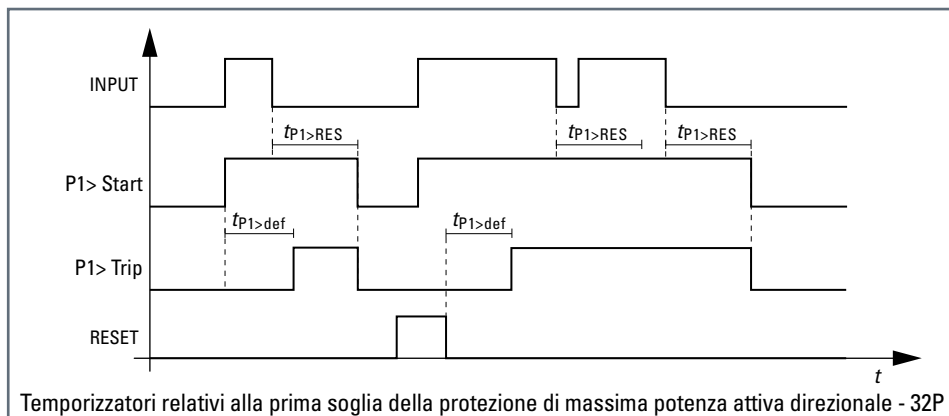 INPUT
tP1>RES tP1>RES tP1>RES
P1> Start
tP1>def tP1>def
P1> Trip
RESET
t
Temporizzatori relativi alla prima soglia della protezione di massima potenza attiva direzionale - 32P